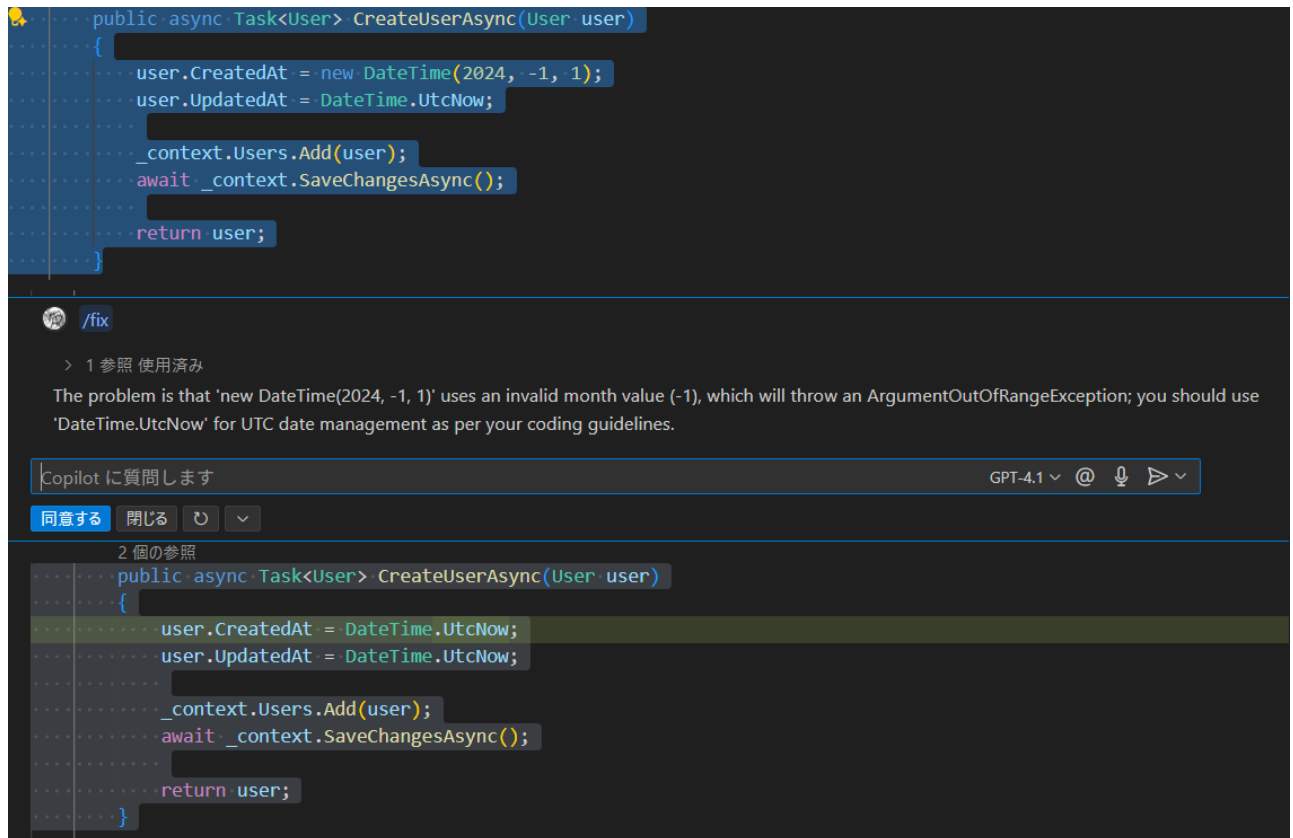 public async Task<User> CreateUserAsync(User user)
{
user.CreatedAt = new DateTime(2024, -1, 1);
user.UpdatedAt = DateTime.UtcNow;
_context.Users.Add(user);
await _context.SaveChangesAsync();
return user;
}
/fix
> 1 参照 使用済み
The problem is that 'new DateTime(2024, -1, 1)' uses an invalid month value (-1), which will throw an ArgumentOutOfRangeException; you should use
'DateTime.UtcNow' for UTC date management as per your coding guidelines.
Copilot に質問します GPT-4.1 @
同意する 閉じる
2 個の参照
public async Task<User> CreateUserAsync(User user)
{
user.CreatedAt = DateTime.UtcNow;
user.UpdatedAt = DateTime.UtcNow;
_context.Users.Add(user);
await _context.SaveChangesAsync();
return user;
}